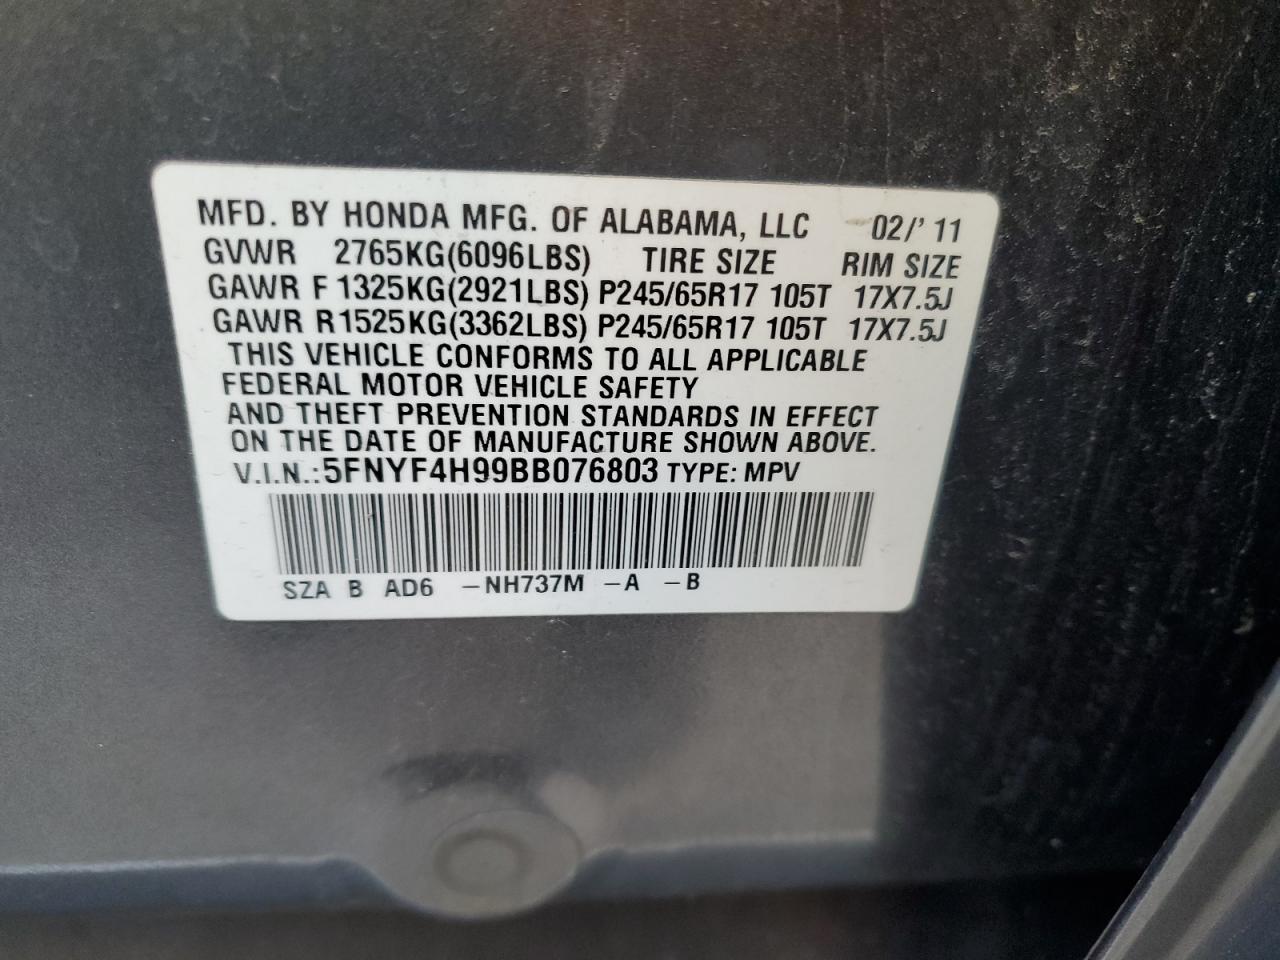 MFD. BY HONDA MFG. OF ALABAMA, LLC 02/'11
GVWR 2765KG(6096LBS) TIRE SIZE RIM SIZE
GAWR F 1325KG(2921LBS) P245/65R17 105T 17X7.5J
GAWR R1525KG(3362LBS) P245/65R17 105T 17X7.5J
THIS VEHICLE CONFORMS TO ALL APPLICABLE
FEDERAL MOTOR VEHICLE SAFETY
AND THEFT PREVENTION STANDARDS IN EFFECT
ON THE DATE OF MANUFACTURE SHOWN ABOVE.
V.I.N.:5FNYF4H99BB076803 TYPE: MPV
SZA B AD6 -NH737M -A -B